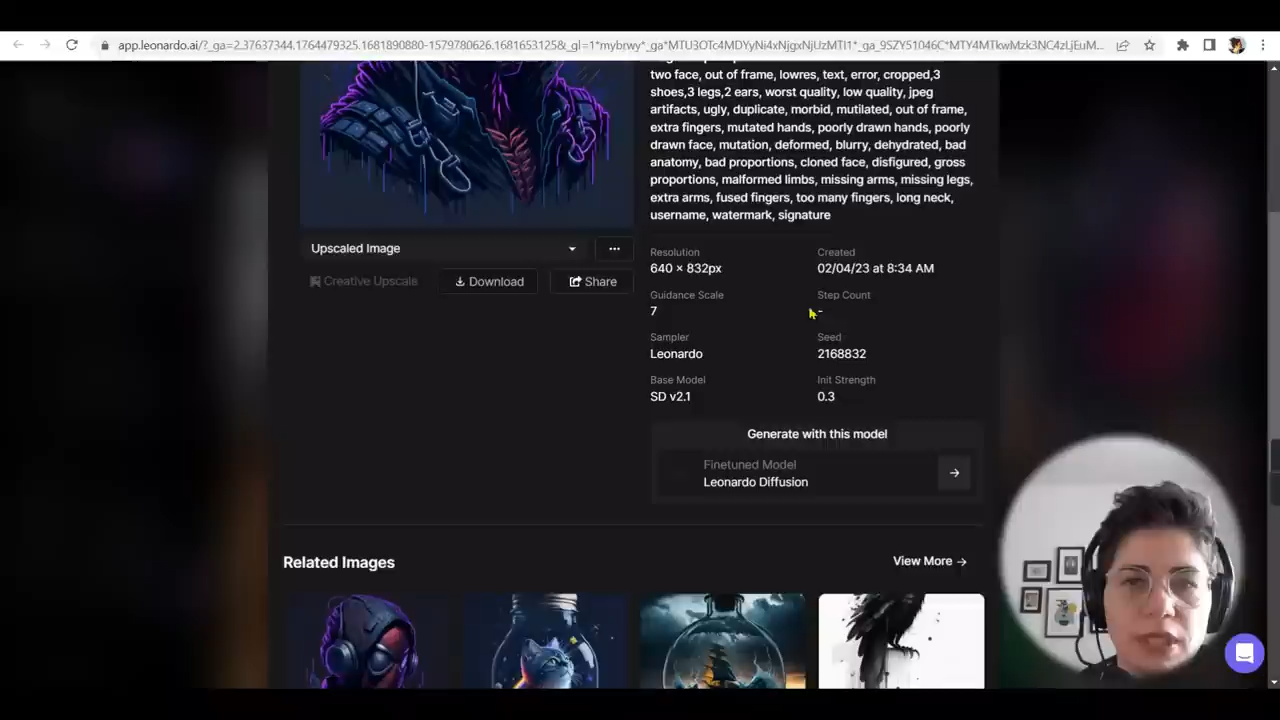 app.leonardo.ai/?_ga=2.37637344.1764479325.1681890880-1579780626.1681653125&_gl=1*mybrwy*_ga*MTU3OTc4MDYyNi4xNjgxNjUzMTI1*_ga_9SZY51046C*MTY4MTkwMzk3NC4zLjEuM...
two face, out of frame, lowres, text, error, cropped,3
shoes,3 legs,2 ears, worst quality, low quality, jpeg
artifacts, ugly, duplicate, morbid, mutilated, out of frame,
extra fingers, mutated hands, poorly drawn hands, poorly
drawn face, mutation, deformed, blurry, dehydrated, bad
anatomy, bad proportions, cloned face, disfigured, gross
proportions, malformed limbs, missing arms, missing legs,
extra arms, fused fingers, too many fingers, long neck,
username, watermark, signature
Upscaled Image
Creative Upscale
Download
Share
Resolution
640 × 832px
Created
02/04/23 at 8:34 AM
Guidance Scale
7
Step Count
-
Sampler
Leonardo
Seed
2168832
Base Model
SD v2.1
Init Strength
0.3
Generate with this model
Finetuned Model
Leonardo Diffusion
Related Images
View More